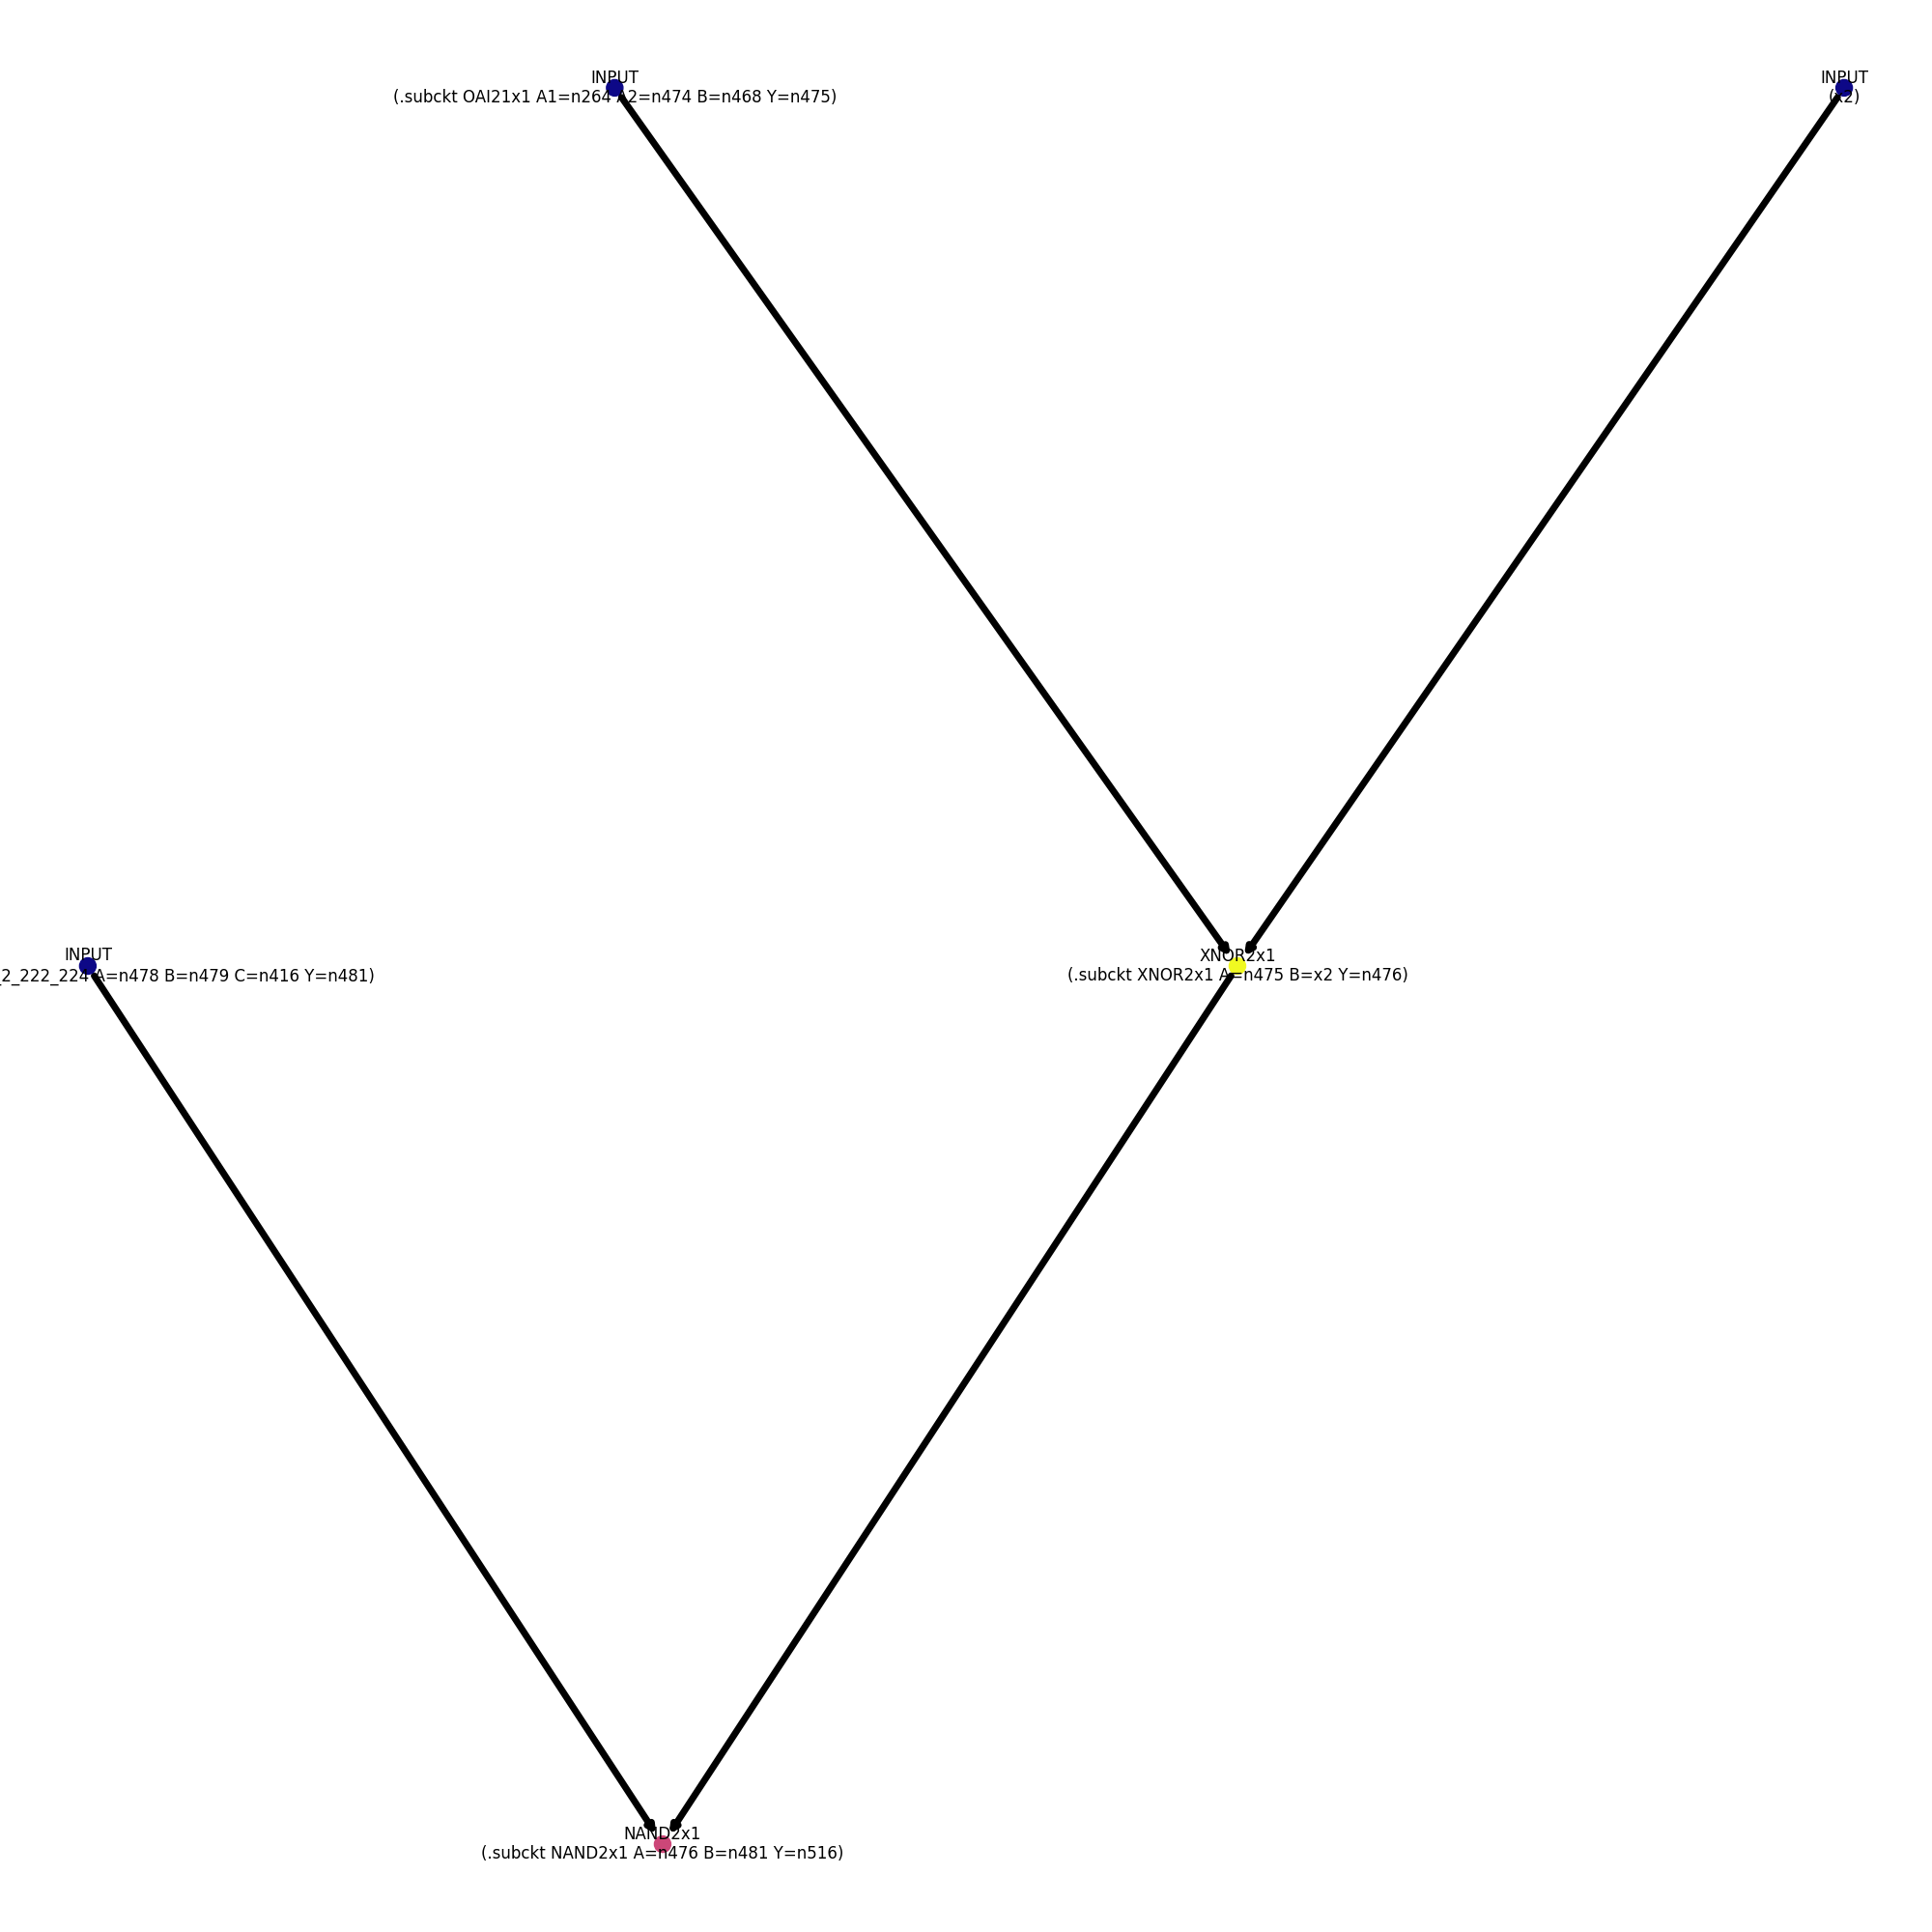 INPUT
(.subckt OAI21x1 A1=n264 A2=n474 B=n468 Y=n475)
INPUT
(x2)
INPUT
_2_222_224 A=n478 B=n479 C=n416 Y=n481)
XNOR2x1
(.subckt XNOR2x1 A=n475 B=x2 Y=n476)
NAND2x1
(.subckt NAND2x1 A=n476 B=n481 Y=n516)